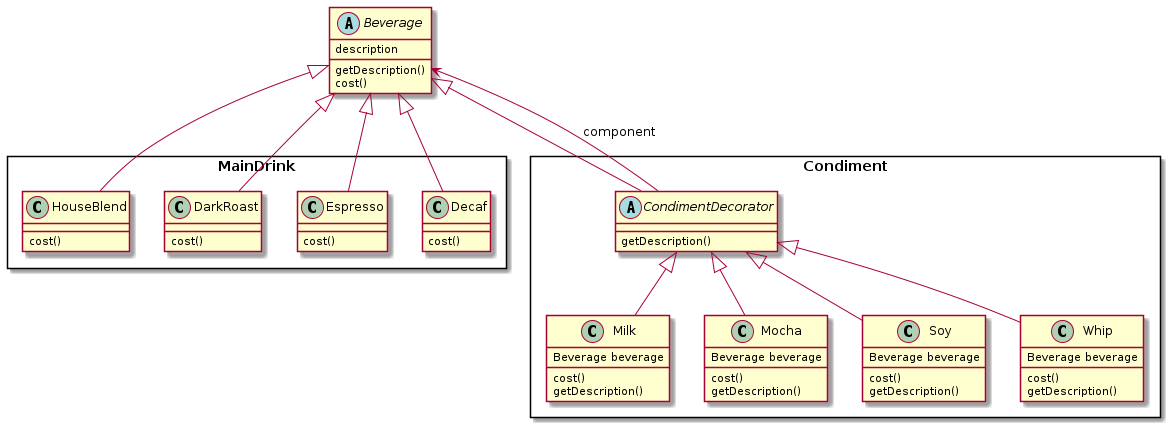 A Beverage
description
getDescription()
cost()
component
MainDrink
C HouseBlend
cost()
C DarkRoast
cost()
C Espresso
cost()
C Decaf
cost()
Condiment
A CondimentDecorator
getDescription()
C Milk
Beverage beverage
cost()
getDescription()
C Mocha
Beverage beverage
cost()
getDescription()
C Soy
Beverage beverage
cost()
getDescription()
C Whip
Beverage beverage
cost()
getDescription()